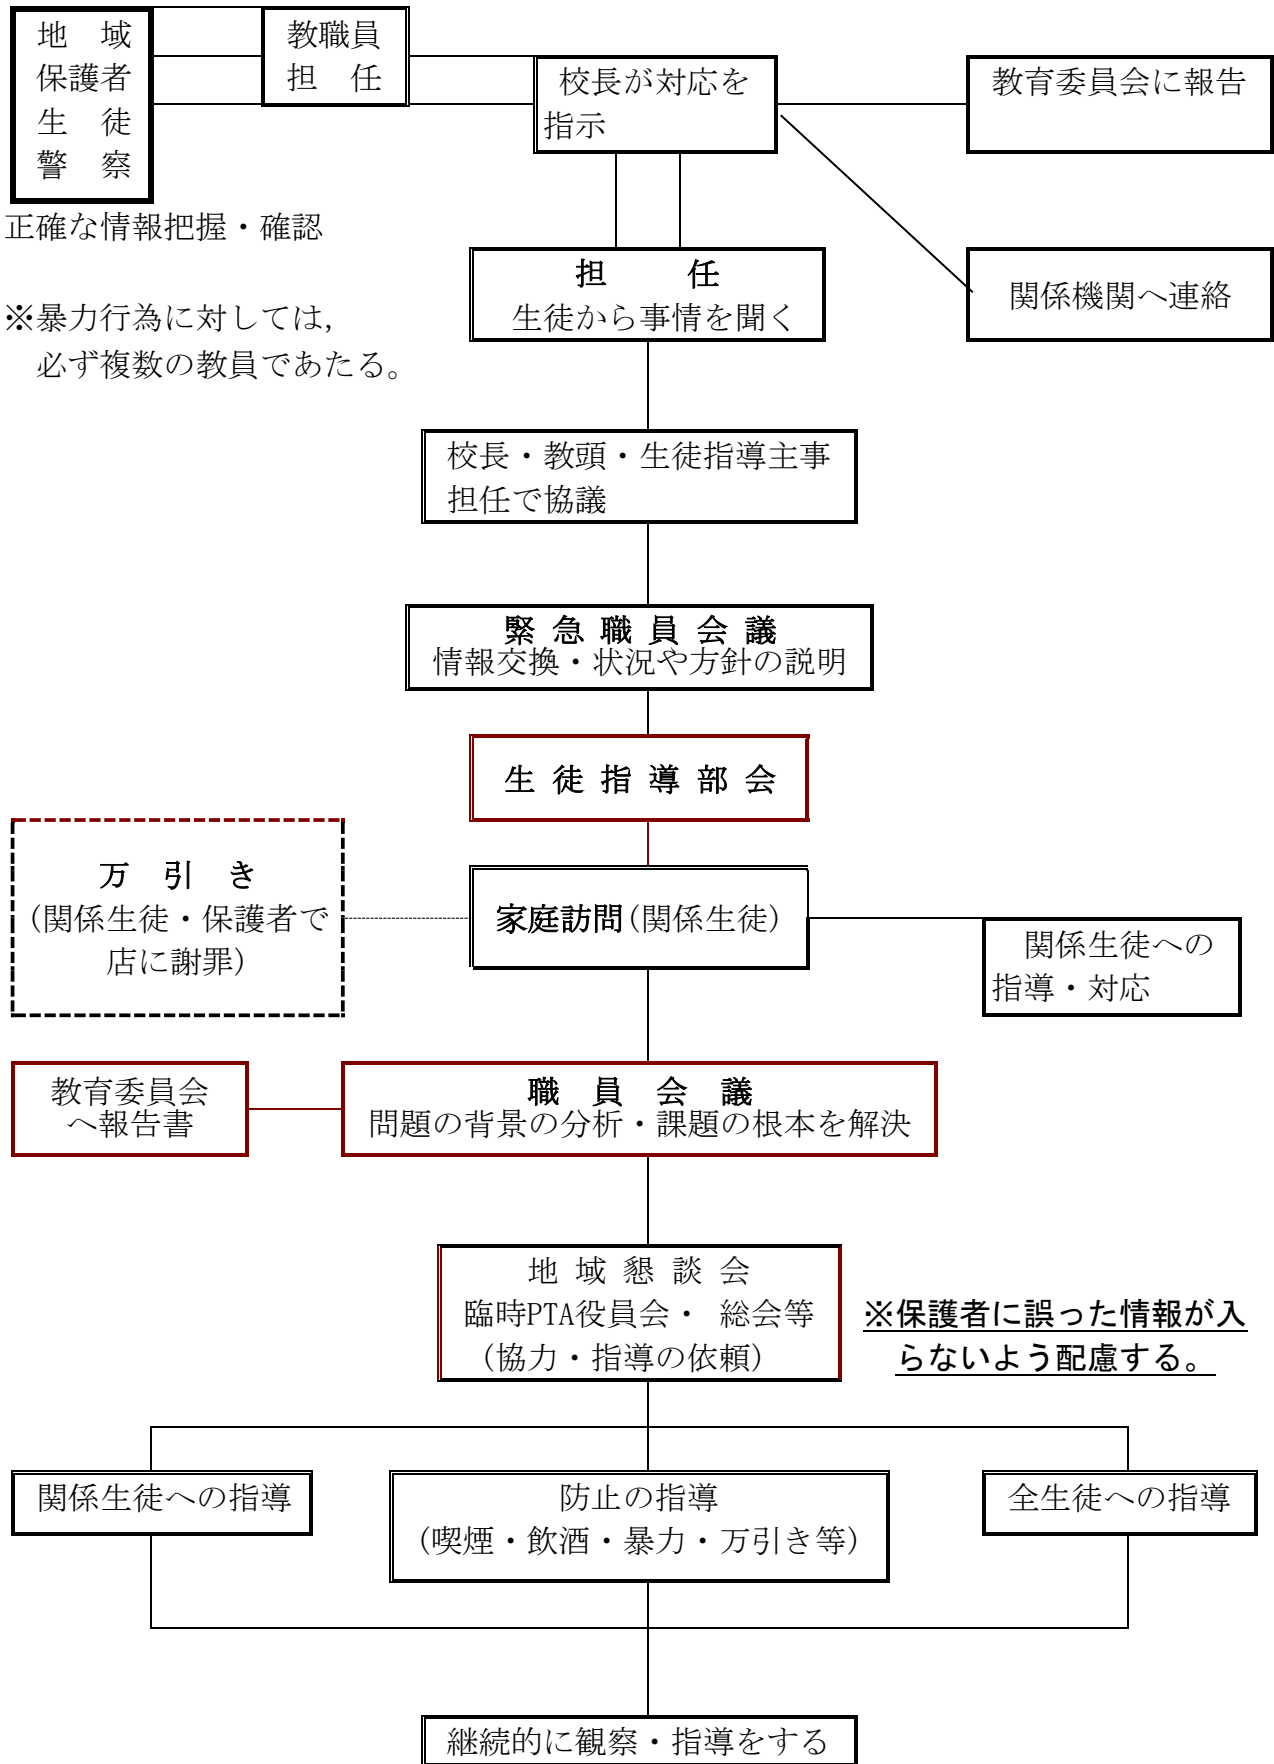 地　域
保護者
生　徒
警　察
教職員
担　任
校長が対応を
指示
教育委員会に報告
正確な情報把握・確認
関係機関へ連絡
担　　任
生徒から事情を聞く
※暴力行為に対しては,
必ず複数の教員であたる。
校長・教頭・生徒指導主事
担任で協議
緊急職員会議
情報交換・状況や方針の説明
生徒指導部会
万　引　き
(関係生徒・保護者で
店に謝罪)
家庭訪問(関係生徒)
関係生徒への
指導・対応
教育委員会
へ報告書
職　員　会　議
問題の背景の分析・課題の根本を解決
地域懇談会
臨時PTA役員会・ 総会等
(協力・指導の依頼)
※保護者に誤った情報が入
らないよう配慮する。
関係生徒への指導
防止の指導
(喫煙・飲酒・暴力・万引き等)
全生徒への指導
継続的に観察・指導をする